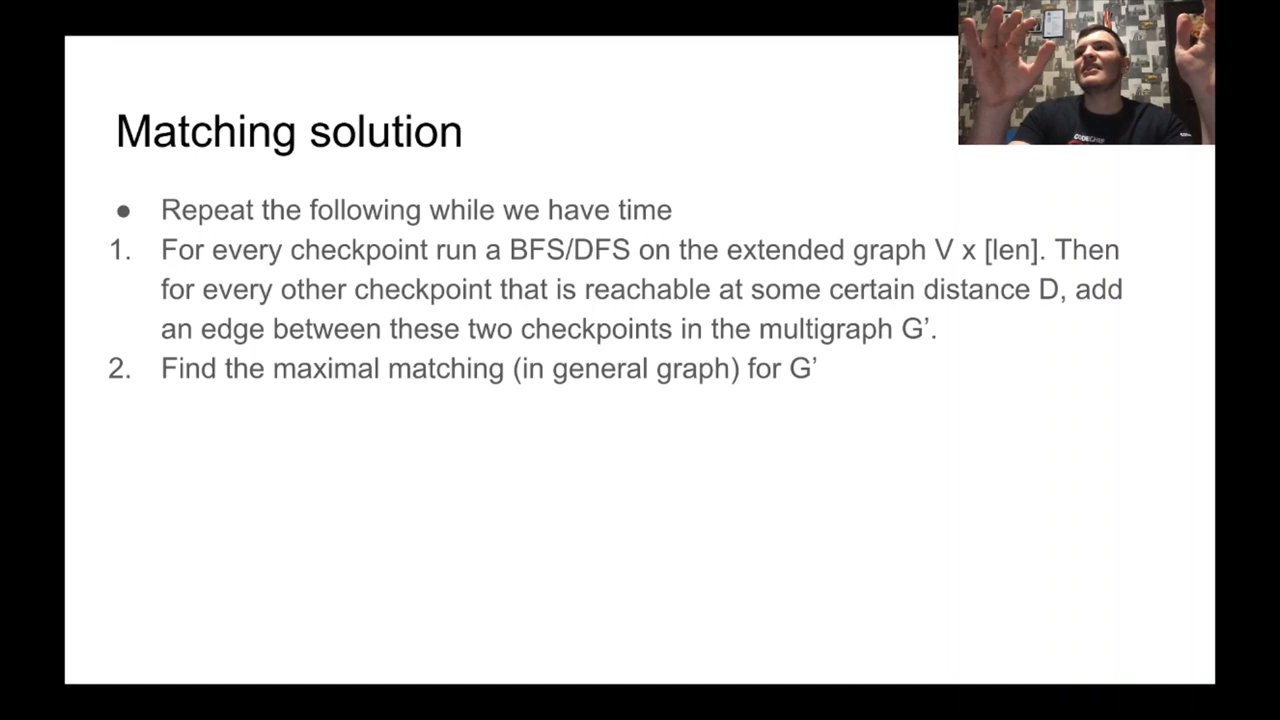 Matching solution
● Repeat the following while we have time
1. For every checkpoint run a BFS/DFS on the extended graph V x [len]. Then
for every other checkpoint that is reachable at some certain distance D, add
an edge between these two checkpoints in the multigraph G’.
2. Find the maximal matching (in general graph) for G’